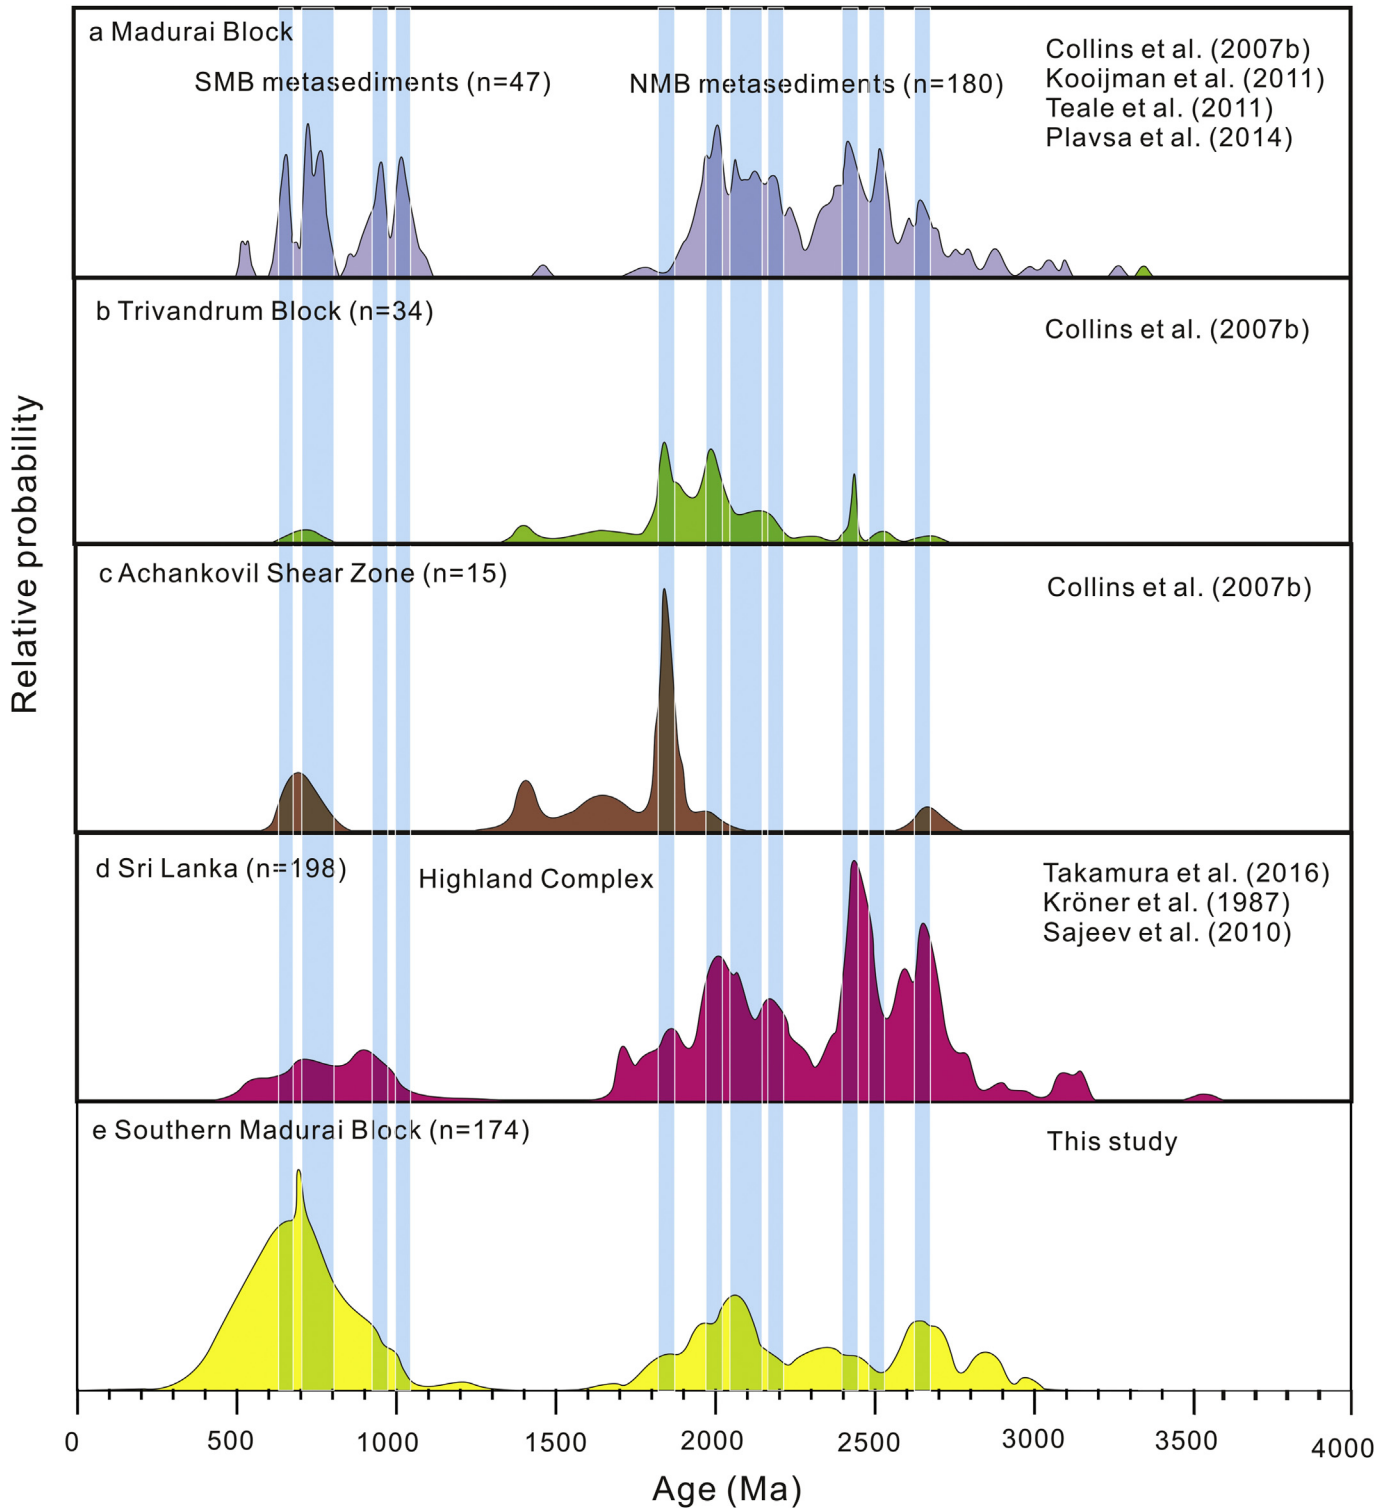 a Madurai Block
SMB metasediments (n=47)
NMB metasediments (n=180)
Collins et al. (2007b)
Kooijman et al. (2011)
Teale et al. (2011)
Plavsa et al. (2014)
b Trivandrum Block (n=34)
Collins et al. (2007b)
c Achankovil Shear Zone (n=15)
Collins et al. (2007b)
d Sri Lanka (n=198)
Highland Complex
Takamura et al. (2016)
Kröner et al. (1987)
Sajeev et al. (2010)
e Southern Madurai Block (n=174)
This study
Relative probability
0 500 1000 1500 2000 2500 3000 3500 4000
Age (Ma)